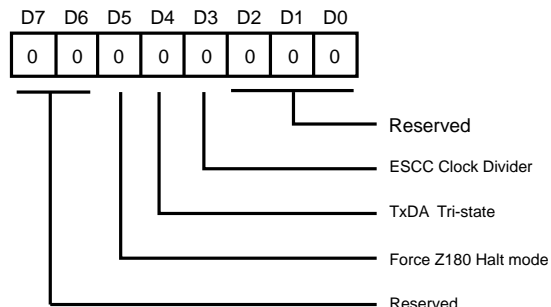 D7 D6 D5 D4 D3 D2 D1 D0
0 0 0 0 0 0 0 0
Reserved
ESCC Clock Divider
TxDA Tri-state
Force Z180 Halt mode
Reserved